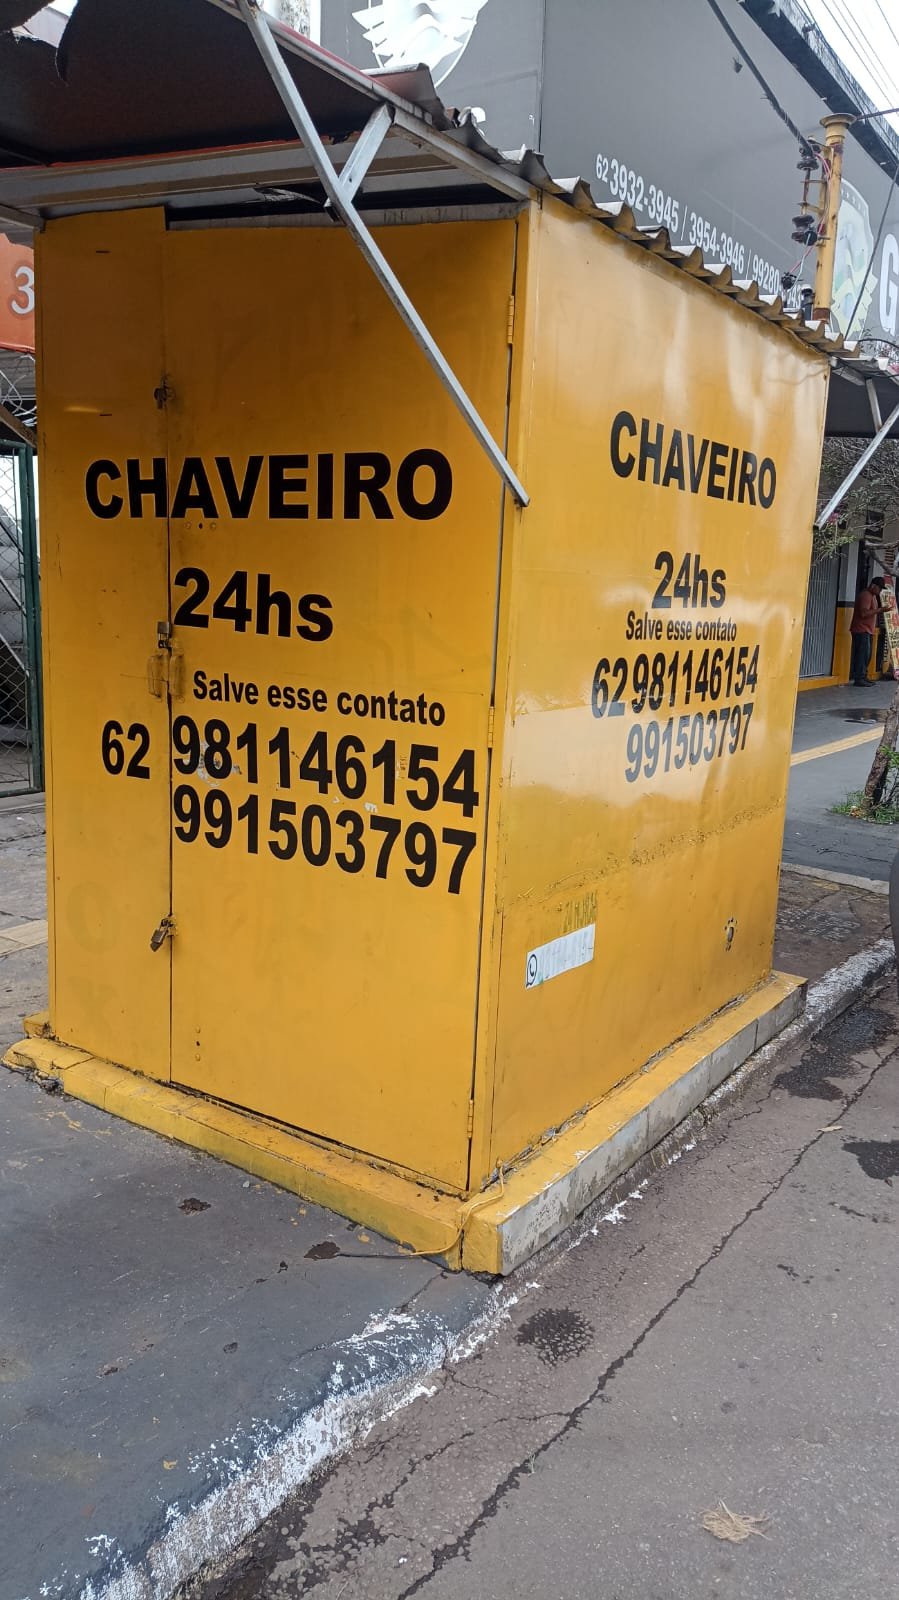 62 3932-3945 / 3954-3946 / 99280-
G
3
CHAVEIRO
24hs
Salve esse contato
62 981146154
991503797
CHAVEIRO
24hs
Salve esse contato
62 981146154
991503797